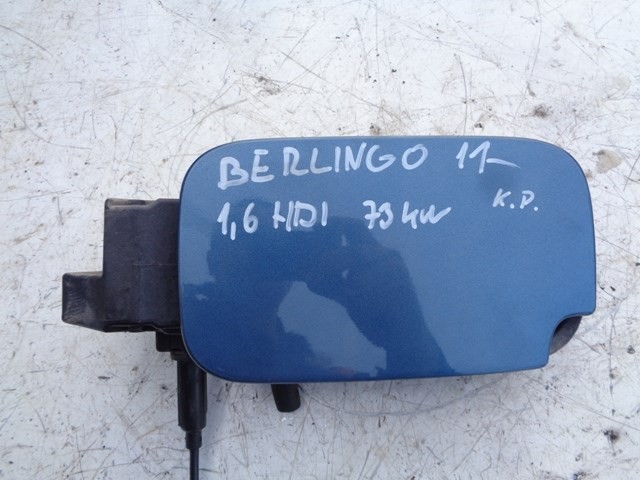 BERLINGO 11-
1,6 HDI 73 kW K.P.